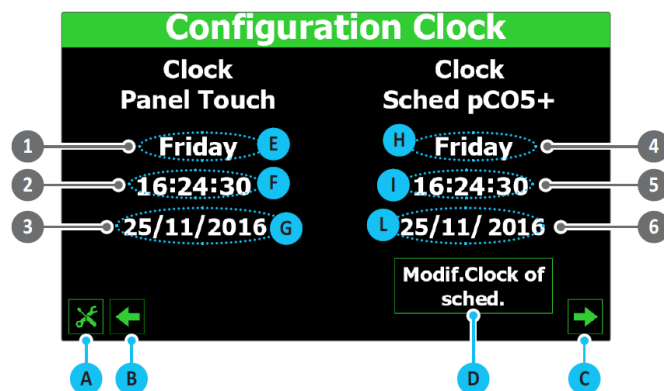 Configuration Clock
Clock
Panel Touch
Clock
Sched pCO5+
1
Friday
E
H
Friday
4
2
16:24:30
F
I
16:24:30
5
3
25/11/2016
G
L
25/11/ 2016
6
Modif.Clock of
sched.
A
B
D
C